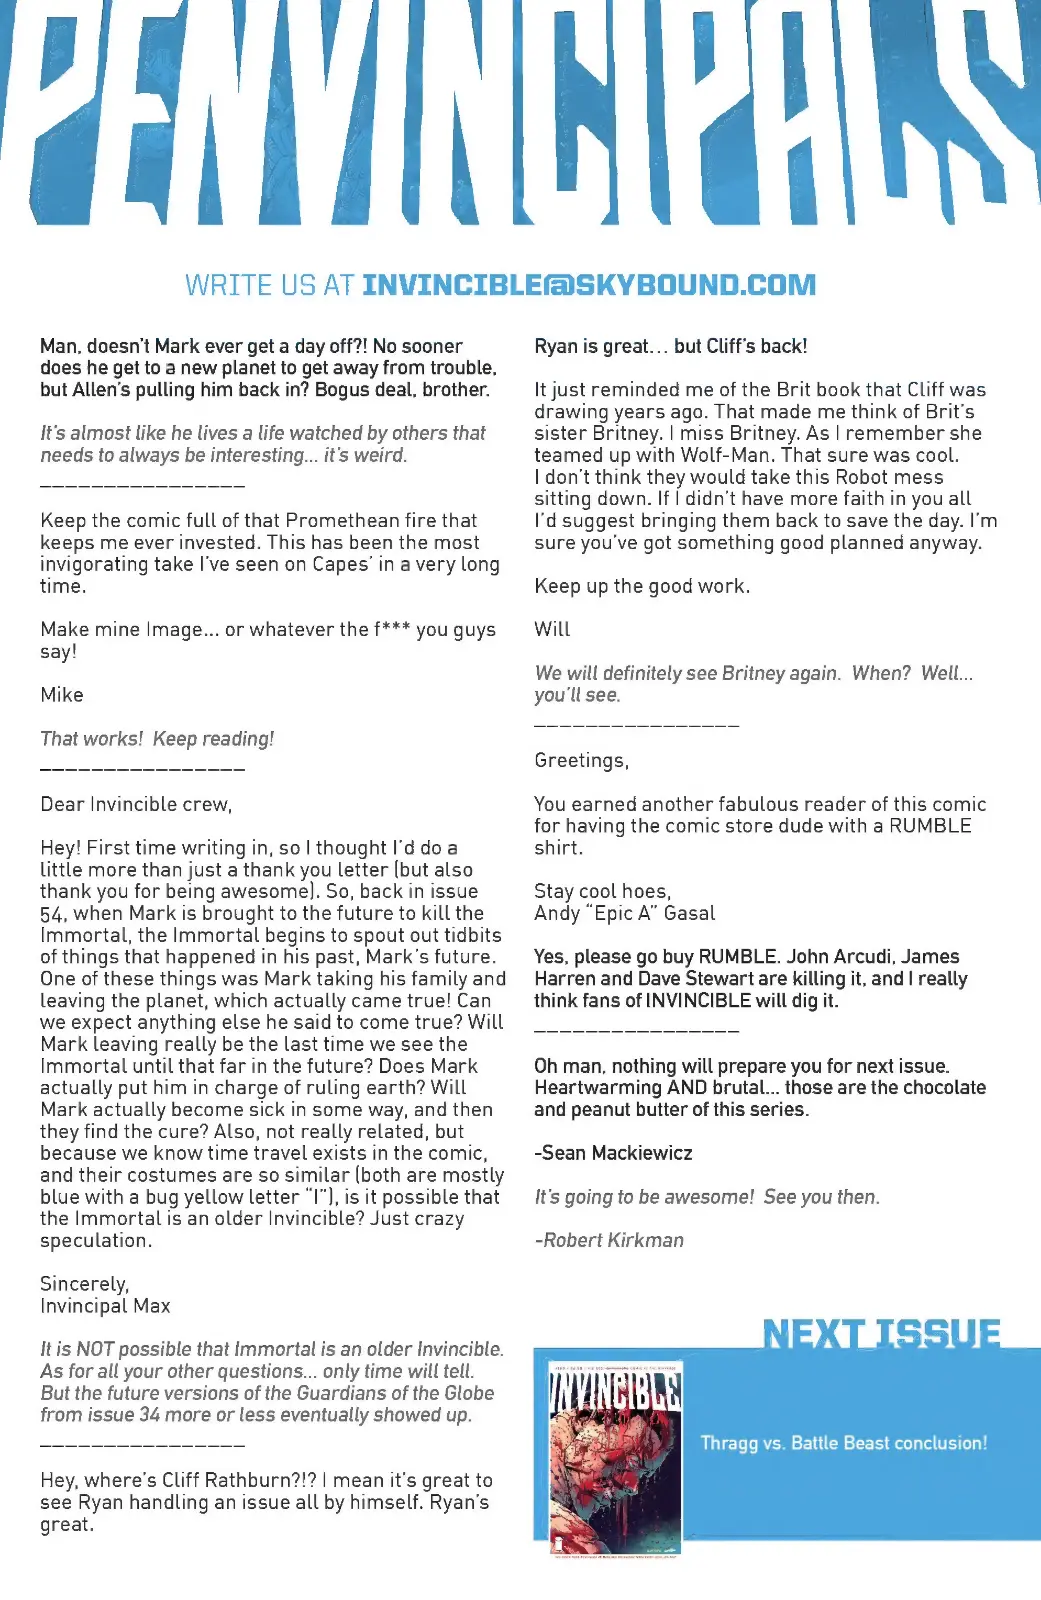 PENVINCIPALS
WRITE US AT INVINCIBLE@SKYBOUND.COM
Man, doesn't Mark ever get a day off?! No sooner
does he get to a new planet to get away from trouble,
but Allen's pulling him back in? Bogus deal, brother.
It's almost like he lives a life watched by others that
needs to always be interesting... it's weird.
________________
Keep the comic full of that Promethean fire that
keeps me ever invested. This has been the most
invigorating take I've seen on Capes' in a very long
time.
Make mine Image... or whatever the f*** you guys
say!
Mike
That works! Keep reading!
________________
Dear Invincible crew,
Hey! First time writing in, so I thought I'd do a
little more than just a thank you letter (but also
thank you for being awesome). So, back in issue
54, when Mark is brought to the future to kill the
Immortal, the Immortal begins to spout out tidbits
of things that happened in his past, Mark's future.
One of these things was Mark taking his family and
leaving the planet, which actually came true! Can
we expect anything else he said to come true? Will
Mark leaving really be the last time we see the
Immortal until that far in the future? Does Mark
actually put him in charge of ruling earth? Will
Mark actually become sick in some way, and then
they find the cure? Also, not really related, but
because we know time travel exists in the comic,
and their costumes are so similar (both are mostly
blue with a bug yellow letter "I"), is it possible that
the Immortal is an older Invincible? Just crazy
speculation.
Sincerely,
Invincipal Max
It is NOT possible that Immortal is an older Invincible.
As for all your other questions... only time will tell.
But the future versions of the Guardians of the Globe
from issue 34 more or less eventually showed up.
________________
Hey, where's Cliff Rathburn?!? I mean it's great to
see Ryan handling an issue all by himself. Ryan's
great.
Ryan is great... but Cliff's back!
It just reminded me of the Brit book that Cliff was
drawing years ago. That made me think of Brit's
sister Britney. I miss Britney. As I remember she
teamed up with Wolf-Man. That sure was cool.
I don't think they would take this Robot mess
sitting down. If I didn't have more faith in you all
I'd suggest bringing them back to save the day. I'm
sure you've got something good planned anyway.
Keep up the good work.
Will
We will definitely see Britney again. When? Well...
you'll see.
________________
Greetings,
You earned another fabulous reader of this comic
for having the comic store dude with a RUMBLE
shirt.
Stay cool hoes,
Andy "Epic A" Gasal
Yes, please go buy RUMBLE. John Arcudi, James
Harren and Dave Stewart are killing it, and I really
think fans of INVINCIBLE will dig it.
________________
Oh man, nothing will prepare you for next issue.
Heartwarming AND brutal... those are the chocolate
and peanut butter of this series.
-Sean Mackiewicz
It's going to be awesome! See you then.
-Robert Kirkman
NEXT ISSUE
INVINCIBLE
Thragg vs. Battle Beast conclusion!